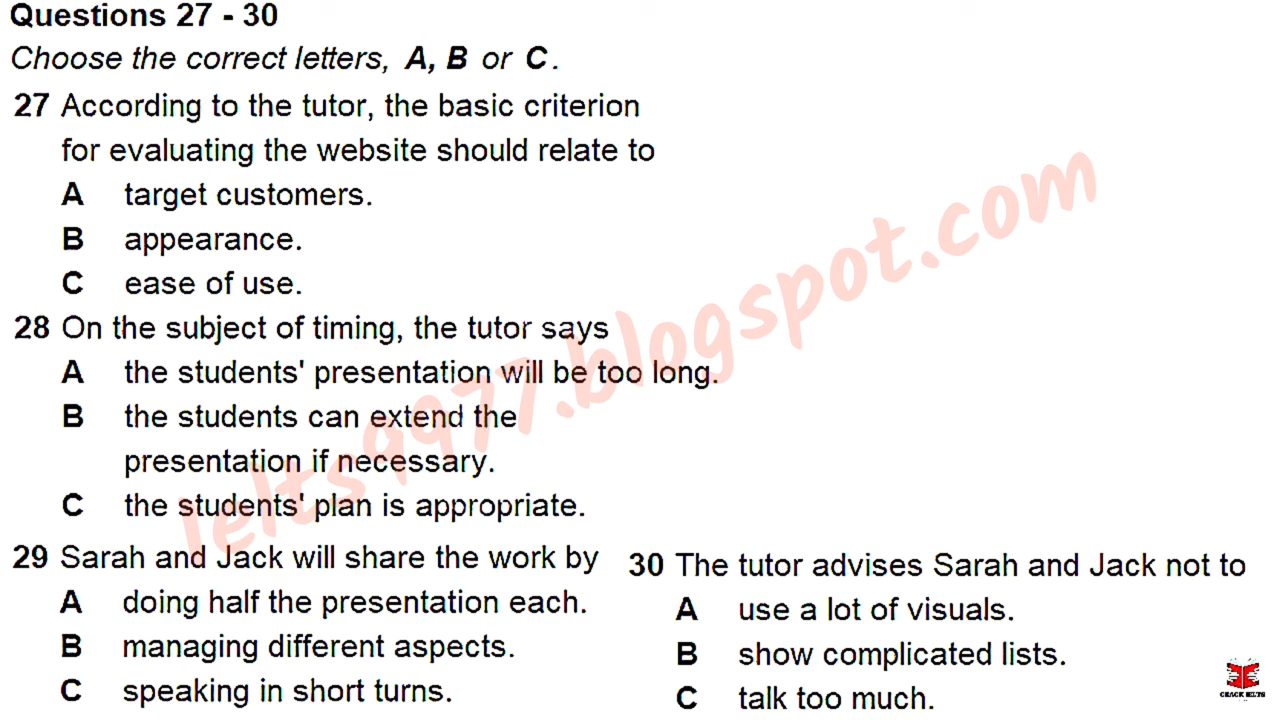 Questions 27 - 30
Choose the correct letters, A, B or C.
27 According to the tutor, the basic criterion
for evaluating the website should relate to
A target customers.
B appearance.
C ease of use.
28 On the subject of timing, the tutor says
A the students' presentation will be too long.
B the students can extend the
presentation if necessary.
C the students' plan is appropriate.
29 Sarah and Jack will share the work by
A doing half the presentation each.
B managing different aspects.
C speaking in short turns.
30 The tutor advises Sarah and Jack not to
A use a lot of visuals.
B show complicated lists.
C talk too much.
Ielts9977.blogspot.com
CRACK IELTS